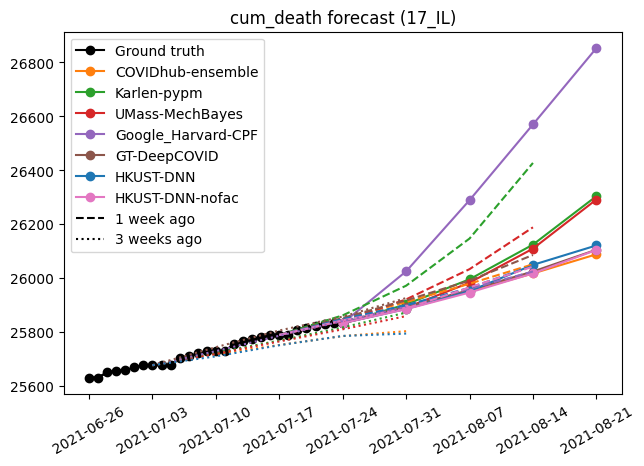 cum_death forecast (17_IL)
26800
26600
26400
26200
26000
25800
25600
Ground truth
COVIDhub-ensemble
Karlen-pypm
UMass-MechBayes
Google_Harvard-CPF
GT-DeepCOVID
HKUST-DNN
HKUST-DNN-nofac
1 week ago
3 weeks ago
2021-06-26
2021-07-03
2021-07-10
2021-07-17
2021-07-24
2021-07-31
2021-08-07
2021-08-14
2021-08-21